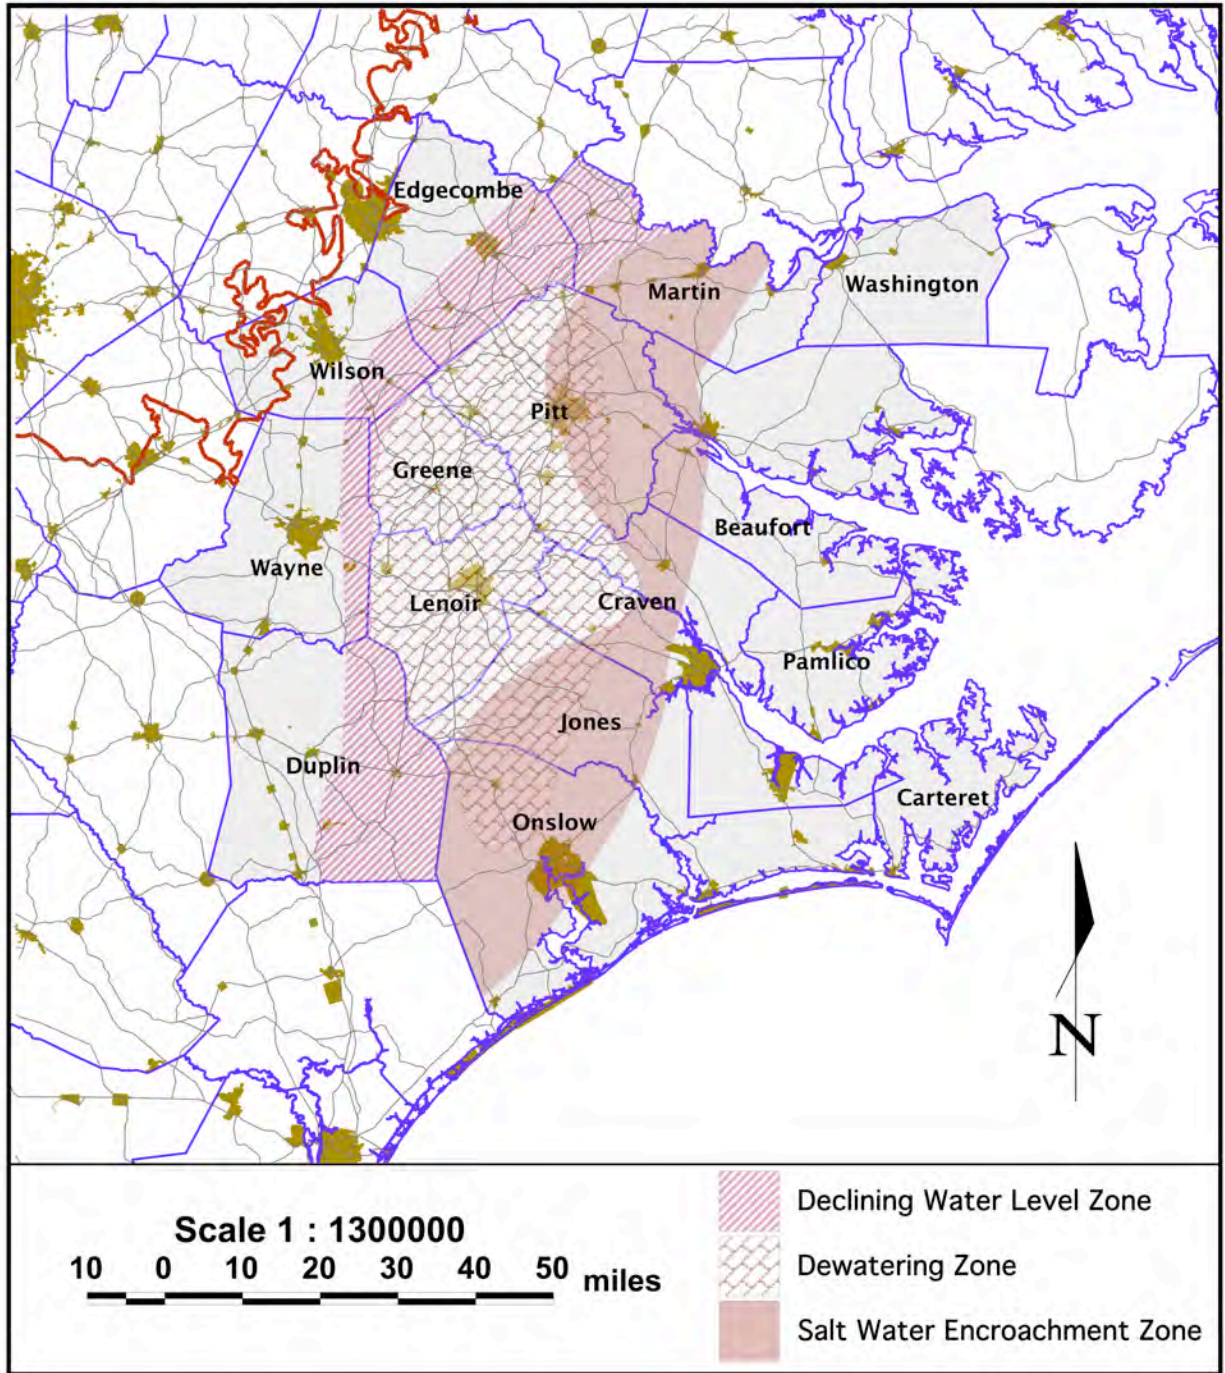 Edgecombe
Martin
Washington
Wilson
Pitt
Greene
Beaufort
Wayne
Lenoir
Craven
Pamlico
Jones
Duplin
Carteret
Onslow
N
Scale 1 : 1300000
10 0 10 20 30 40 50 miles
Declining Water Level Zone
Dewatering Zone
Salt Water Encroachment Zone